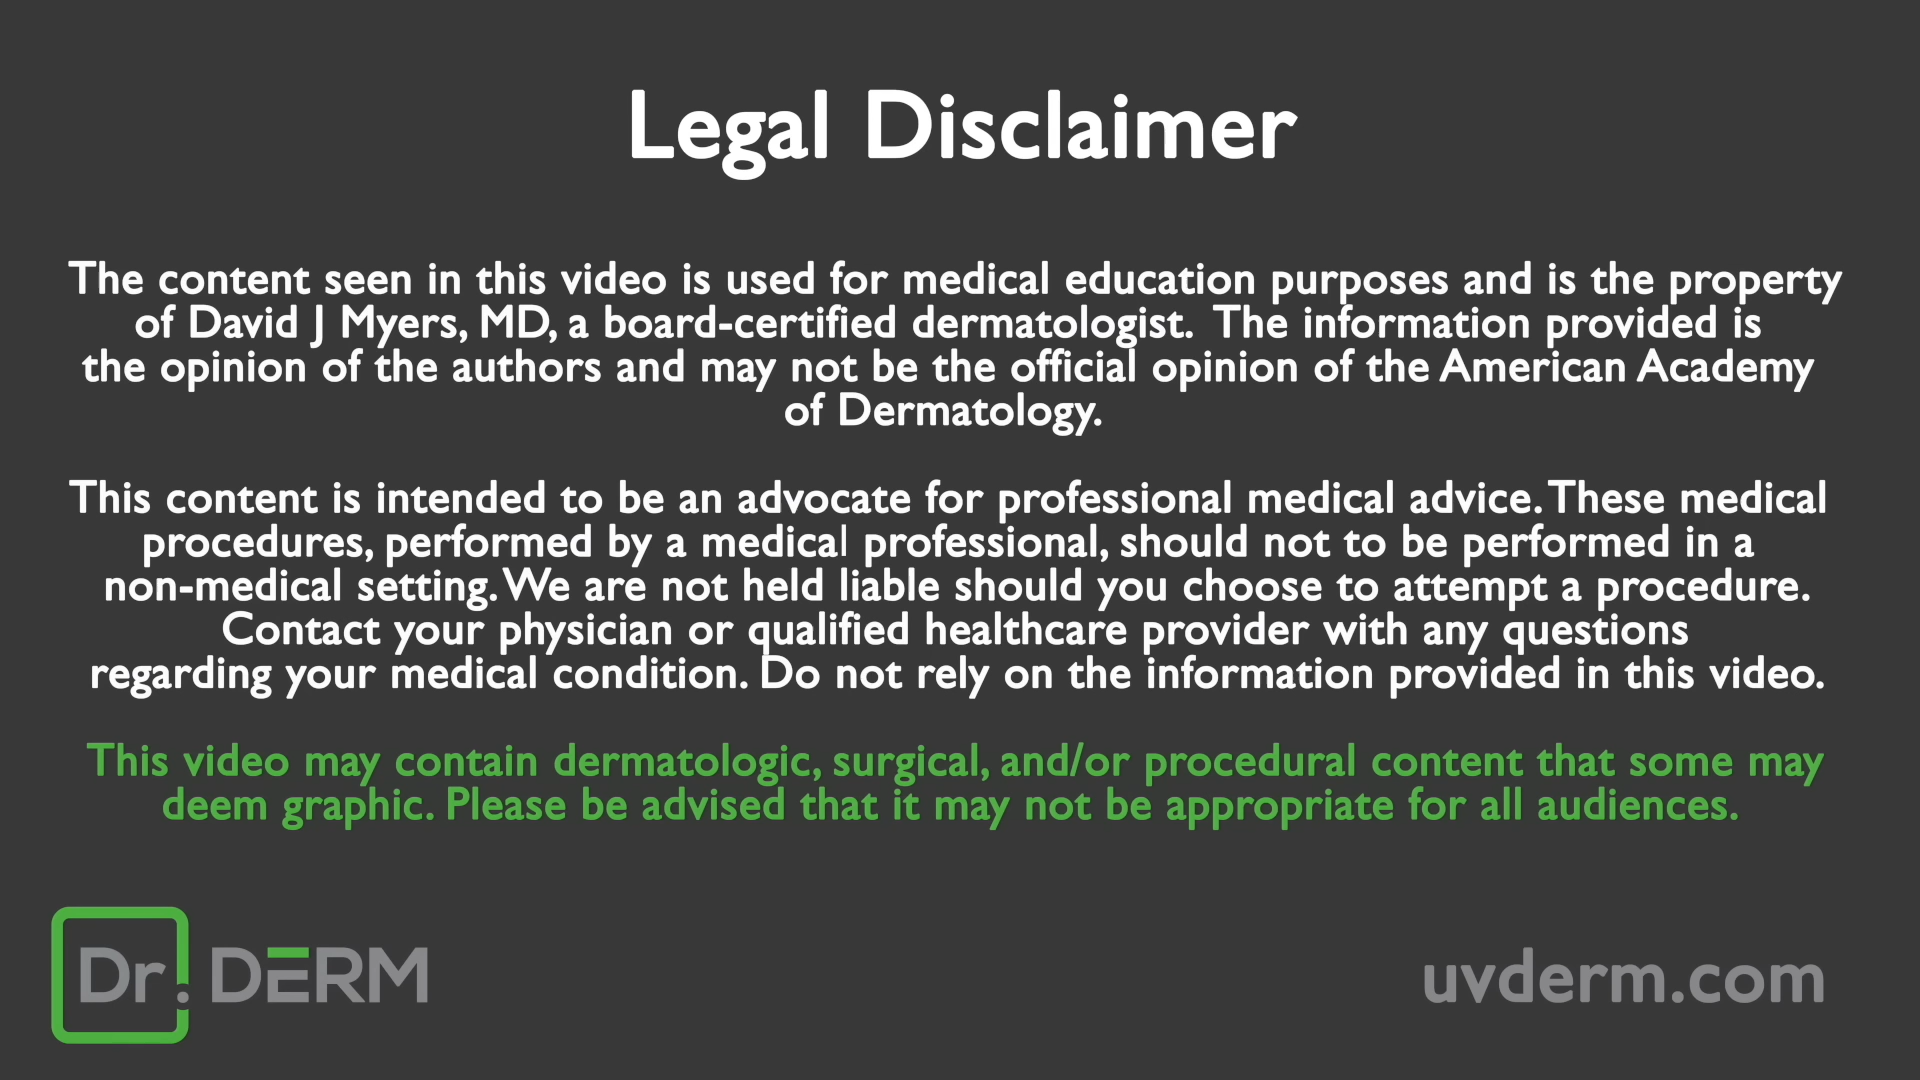 Legal Disclaimer
The content seen in this video is used for medical education purposes and is the property
of David J Myers, MD, a board-certified dermatologist. The information provided is
the opinion of the authors and may not be the official opinion of the American Academy
of Dermatology.
This content is intended to be an advocate for professional medical advice. These medical
procedures, performed by a medical professional, should not to be performed in a
non-medical setting. We are not held liable should you choose to attempt a procedure.
Contact your physician or qualified healthcare provider with any questions
regarding your medical condition. Do not rely on the information provided in this video.
This video may contain dermatologic, surgical, and/or procedural content that some may
deem graphic. Please be advised that it may not be appropriate for all audiences.
Dr. DERM
uvderm.com